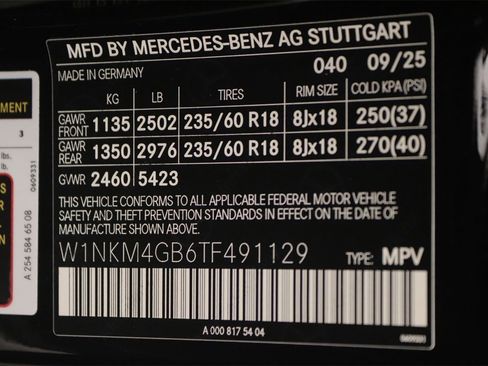 MFD BY MERCEDES-BENZ AG STUTTGART
MADE IN GERMANY 040 09/25
KG LB TIRES RIM SIZE COLD KPA(PSI)
GAWR FRONT 1135 2502 235/60 R18 8Jx18 250(37)
GAWR REAR 1350 2976 235/60 R18 8Jx18 270(40)
GVWR 2460 5423
THIS VEHICLE CONFORMS TO ALL APPLICABLE FEDERAL MOTOR VEHICLE
SAFETY AND THEFT PREVENTION STANDARDS IN EFFECT ON THE DATE OF
MANUFACTURE SHOWN ABOVE.
W1NKM4GB6TF491129 TYPE: MPV
A 000 817 54 04
3
lbs.
lbs.
0609331
A 254 584 65 08